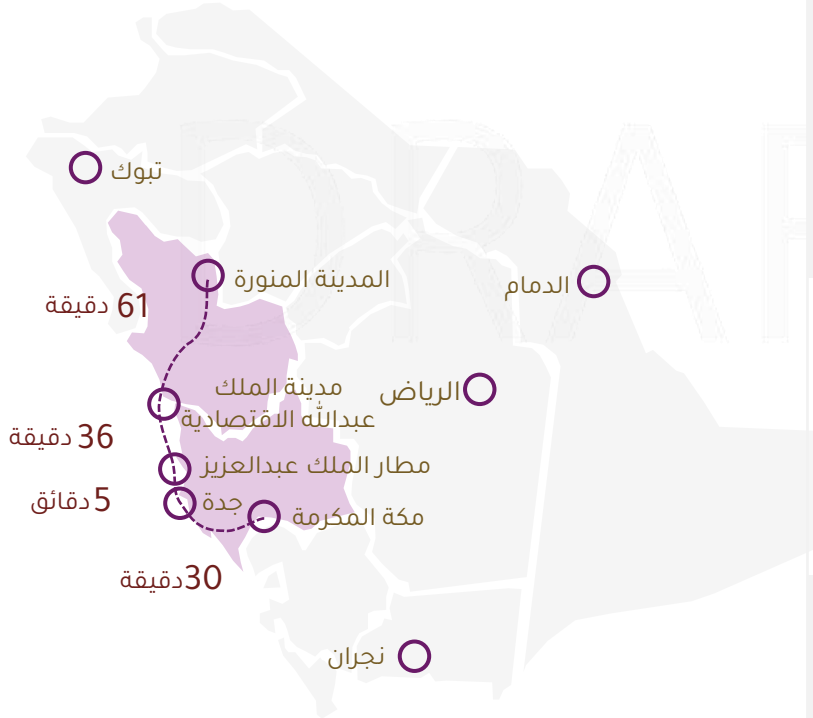 تبوك
المدينة المنورة
الدمام
61 دقيقة
مدينة الملك
عبدالله الاقتصادية
الرياض
36 دقيقة
مطار الملك عبدالعزيز
5 دقائق
جدة
مكة المكرمة
30 دقيقة
نجران